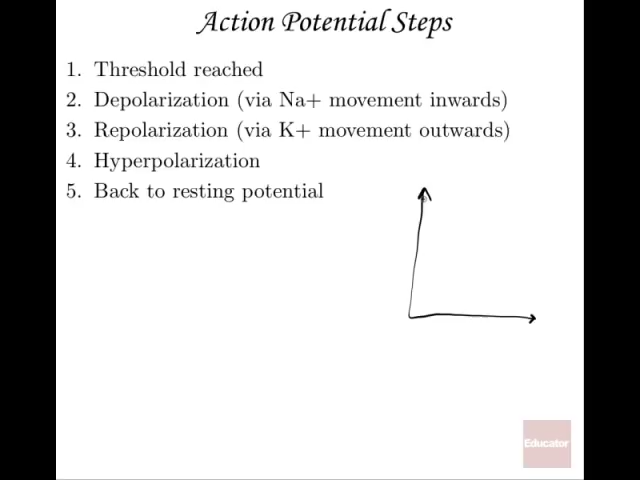 Action Potential Steps
1. Threshold reached
2. Depolarization (via Na+ movement inwards)
3. Repolarization (via K+ movement outwards)
4. Hyperpolarization
5. Back to resting potential
Educator